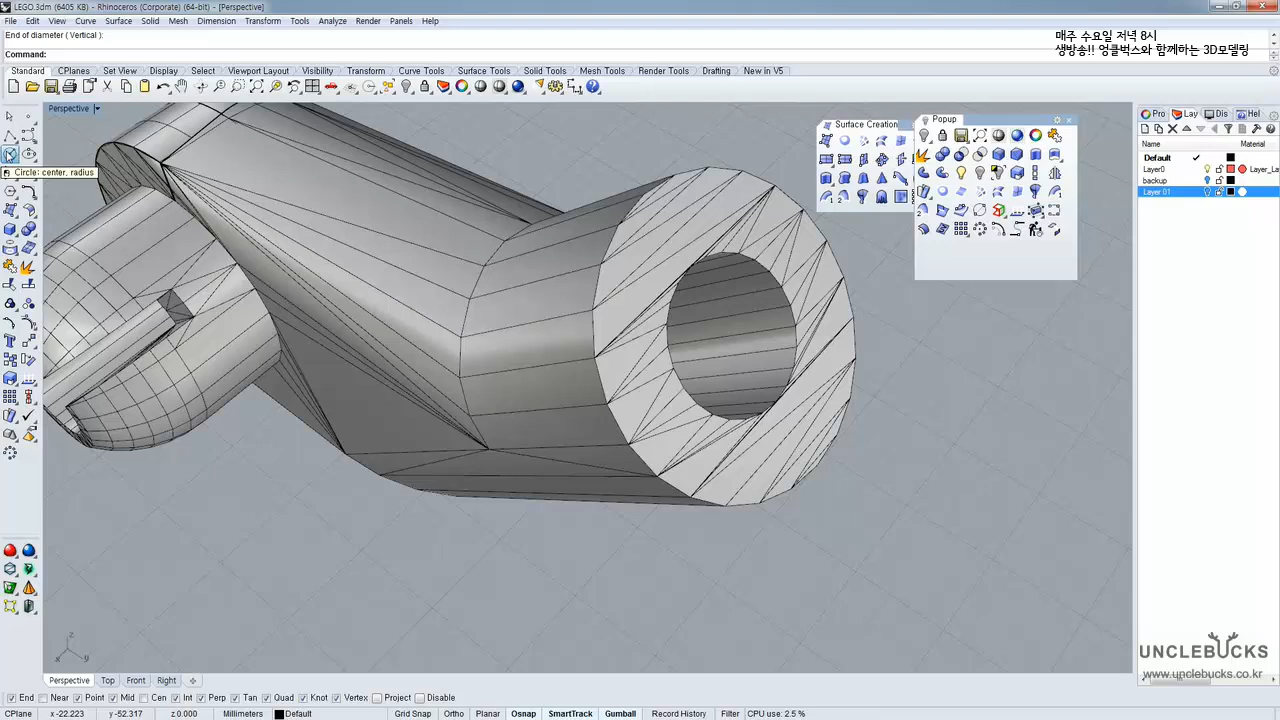 LEGO.3dm (6405 KB) - Rhinoceros (Corporate) (64-bit) - [Perspective]
File Edit View Curve Surface Solid Mesh Dimension Transform Tools Analyze Render Panels Help
End of diameter ( Vertical ):
Command:
매주 수요일 저녁 8시
생방송!! 엉클벅스와 함께하는 3D모델링
Standard CPlanes Set View Display Select Viewport Layout Visibility Transform Curve Tools Surface Tools Solid Tools Mesh Tools Render Tools Drafting New in V5
Perspective
Surface Creation
Popup
Pro Lay Dis Hel
Name Material
Default
Layer0 Layer_La
backup
Layer 01
Circle: center, radius
z
x y
UNCLEBUCKS
www.unclebucks.co.kr
Perspective Top Front Right
End Near Point Mid Cen Int Perp Tan Quad Knot Vertex Project Disable
CPlane x -22.223 y -52.317 z 0.000 Millimeters Default Grid Snap Ortho Planar Osnap SmartTrack Gumball Record History Filter CPU use: 2.5 %